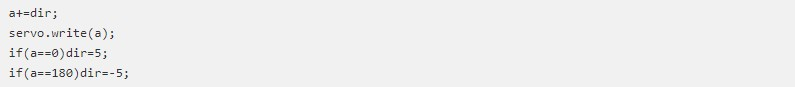 a+=dir;
servo.write(a);
if(a==0)dir=5;
if(a==180)dir=-5;